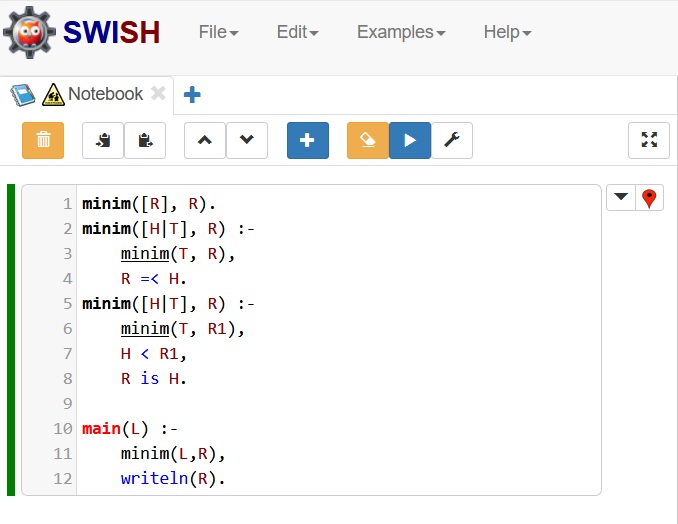 SWISH File Edit Examples Help
Notebook
1 minim([R], R).
2 minim([H|T], R) :-
3     minim(T, R),
4     R =< H.
5 minim([H|T], R) :-
6     minim(T, R1),
7     H < R1,
8     R is H.
9
10 main(L) :-
11     minim(L,R),
12     writeln(R).